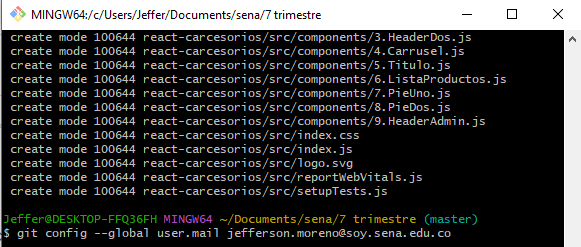 MINGW64:/c/Users/Jeffer/Documents/sena/7 trimestre
create mode 100644 react-carcesorios/src/components/3.HeaderDos.js
create mode 100644 react-carcesorios/src/components/4.Carrusel.js
create mode 100644 react-carcesorios/src/components/5.Titulo.js
create mode 100644 react-carcesorios/src/components/6.ListaProductos.js
create mode 100644 react-carcesorios/src/components/7.PieUno.js
create mode 100644 react-carcesorios/src/components/8.PieDos.js
create mode 100644 react-carcesorios/src/components/9.HeaderAdmin.js
create mode 100644 react-carcesorios/src/index.css
create mode 100644 react-carcesorios/src/index.js
create mode 100644 react-carcesorios/src/logo.svg
create mode 100644 react-carcesorios/src/reportWebVitals.js
create mode 100644 react-carcesorios/src/setupTests.js
Jeffer@DESKTOP-FFQ36FH MINGW64 ~/Documents/sena/7 trimestre (master)
$ git config --global user.mail jefferson.moreno@soy.sena.edu.co